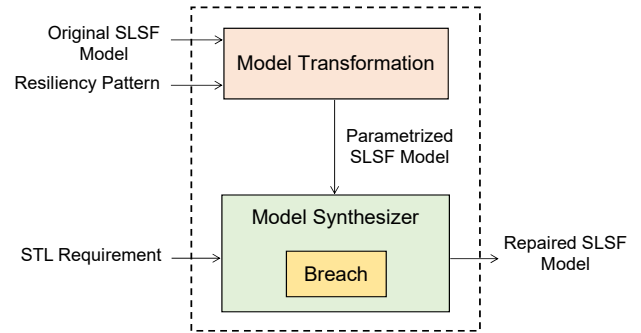 Original SLSF
Model
Model Transformation
Resiliency Pattern
Parametrized
SLSF Model
Model Synthesizer
STL Requirement
Breach
Repaired SLSF
Model